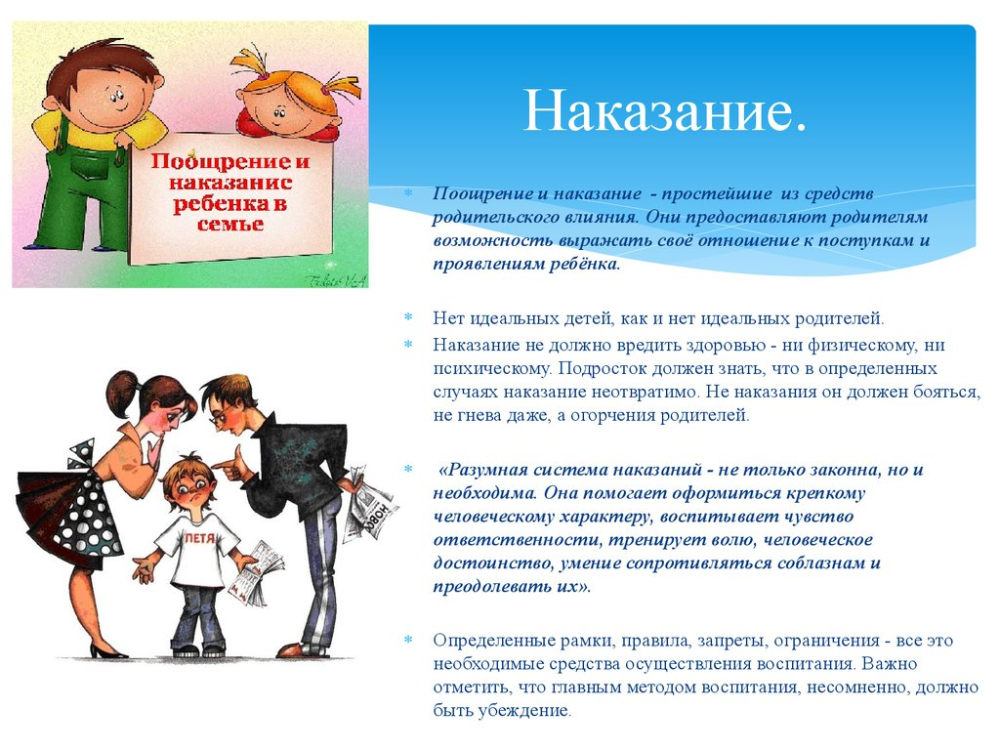 Поощрение и
наказанис
ребенка в
семье
Наказание.
Поощрение и наказание - простейшие из средств
родительского влияния. Они предоставляют родителям
возможность выражать своё отношение к поступкам и
проявлениям ребёнка.
Нет идеальных детей, как и нет идеальных родителей.
Наказание не должно вредить здоровью - ни физическому, ни
психическому. Подросток должен знать, что в определенных
случаях наказание неотвратимо. Не наказания он должен бояться,
не гнева даже, а огорчения родителей.
ПЕТЯ
«Разумная система наказаний - не только законна, но и
необходима. Она помогает оформиться крепкому
человеческому характеру, воспитывает чувство
ответственности, тренирует волю, человеческое
достоинство, умение сопротивляться соблазнам и
преодолевать их».
Определенные рамки, правила, запреты, ограничения - все это
необходимые средства осуществления воспитания. Важно
отметить, что главным методом воспитания, несомненно, должно
быть убеждение.